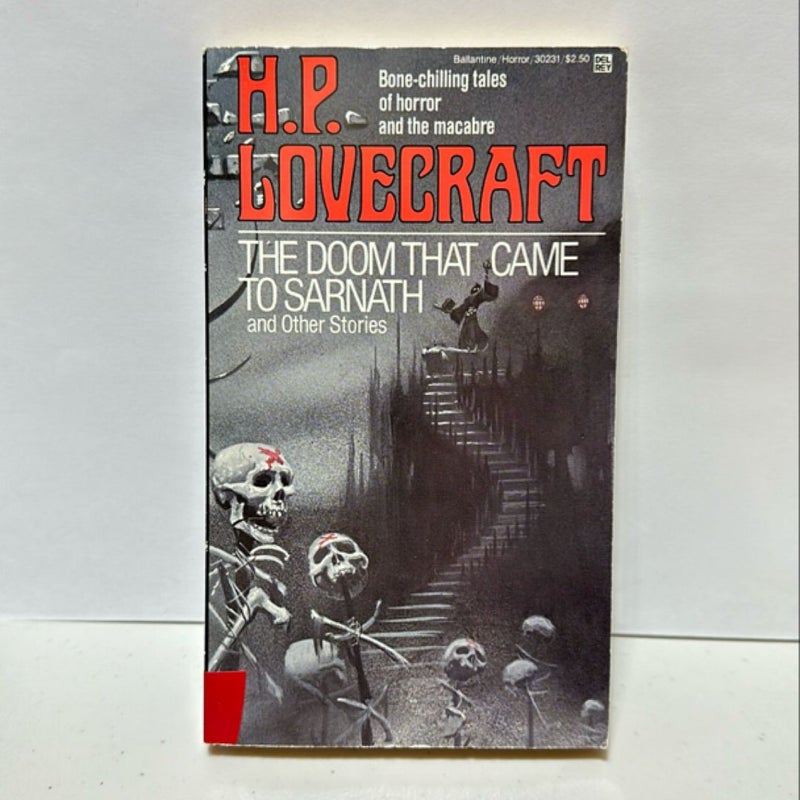 Ballantine/Horror/30231/$2.50 DEL REY
H.P.
Bone-chilling tales
of horror
and the macabre
LOVECRAFT
THE DOOM THAT CAME
TO SARNATH
and Other Stories